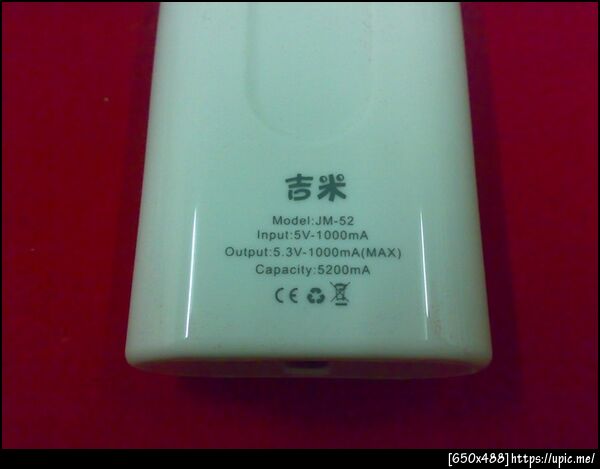 吉米
Model:JM-52
Input:5V-1000mA
Output:5.3V-1000mA(MAX)
Capacity:5200mA
CE
[650x488]https://upic.me/